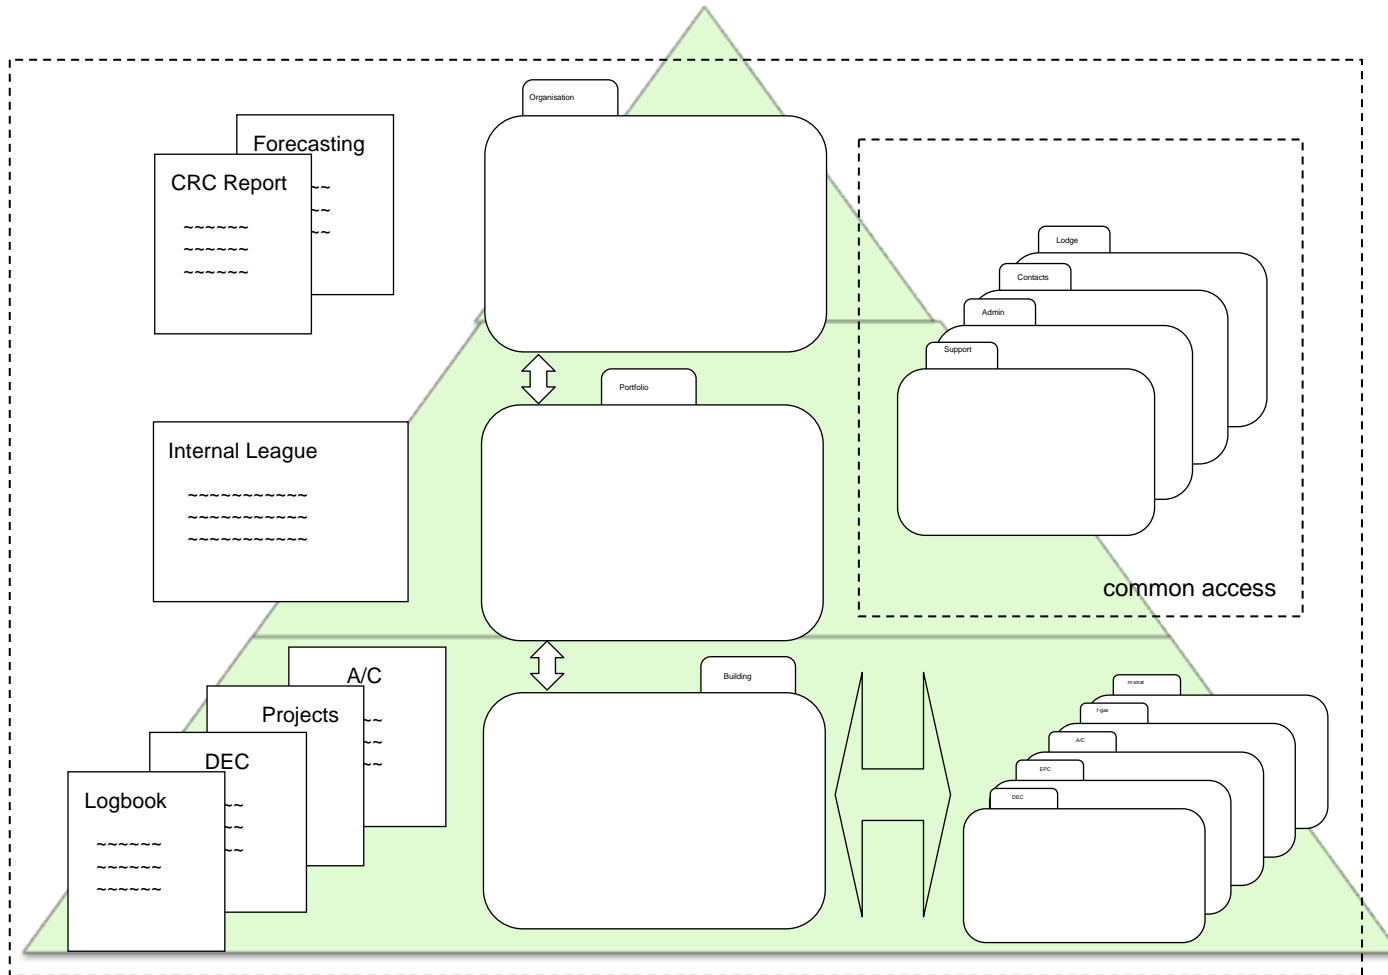 Organisation
Forecasting
~~
~~
~~
CRC Report
~~~~~~
~~~~~~
~~~~~~
Lodge
Contacts
Admin
Support
Portfolio
Internal League
~~~~~~~~~~~
~~~~~~~~~~~
~~~~~~~~~~~
common access
A/C
~~
~~
~~
Projects
DEC
~~
~~
~~
Logbook
~~~~~~
~~~~~~
~~~~~~
Building
m-strat
f-gas
A/C
EPC
DEC